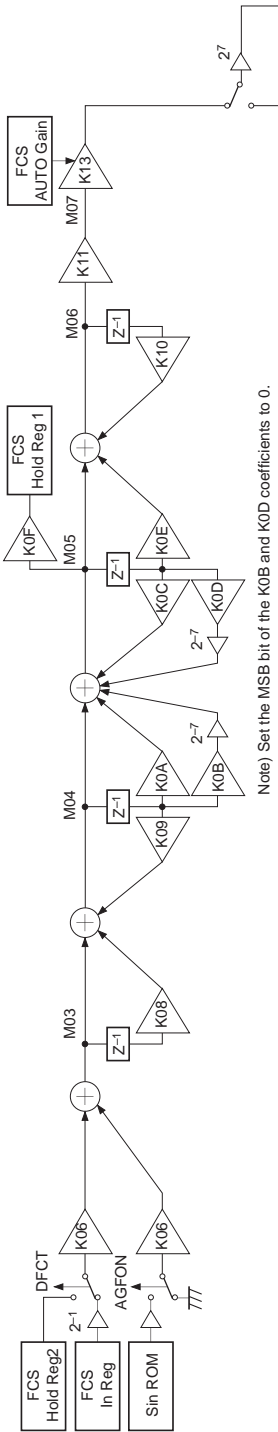 FCS
Hold Reg2
DFCT
2⁻¹
FCS
In Reg
K06
AGFON
Sin ROM
K06
M03
Z⁻¹
K08
M04
Z⁻¹
K09
K0A
K0B
2⁻⁷
2⁻⁷
M05
Z⁻¹
K0C
K0E
K0D
K0F
FCS
Hold Reg 1
M06
Z⁻¹
K10
K11
M07
FCS
AUTO Gain
K13
2⁷
Note) Set the MSB bit of the K0B and K0D coefficients to 0.